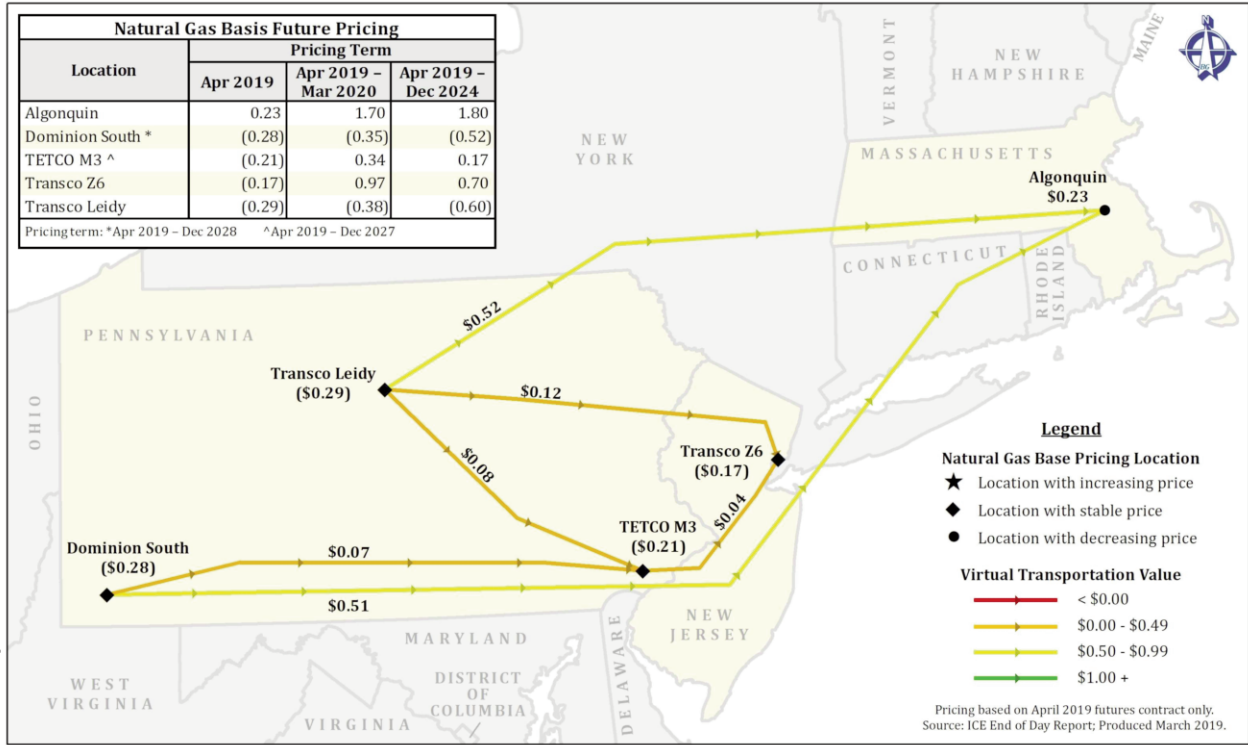 Natural Gas Basis Future Pricing
Location
Pricing Term
Apr 2019
Apr 2019 –
Mar 2020
Apr 2019 –
Dec 2024
Algonquin 0.23 1.70 1.80
Dominion South * (0.28) (0.35) (0.52)
TETCO M3 ^ (0.21) 0.34 0.17
Transco Z6 (0.17) 0.97 0.70
Transco Leidy (0.29) (0.38) (0.60)
Pricing term: *Apr 2019 – Dec 2028 ^Apr 2019 – Dec 2027
VERMONT
NEW
HAMPSHIRE
MAINE
N
NEW
YORK
MASSACHUSETTS
Algonquin
$0.23
CONNECTICUT
RHODE
ISLAND
PENNSYLVANIA
$0.52
Transco Leidy
($0.29)
$0.12
OHIO
$0.08
Transco Z6
($0.17)
$0.04
TETCO M3
($0.21)
Dominion South
($0.28)
$0.07
$0.51
NEW
JERSEY
MARYLAND
DELAWARE
WEST
VIRGINIA
DISTRICT
OF
COLUMBIA
VIRGINIA
Legend
Natural Gas Base Pricing Location
Location with increasing price
Location with stable price
Location with decreasing price
Virtual Transportation Value
< $0.00
$0.00 - $0.49
$0.50 - $0.99
$1.00 +
Pricing based on April 2019 futures contract only.
Source: ICE End of Day Report; Produced March 2019.